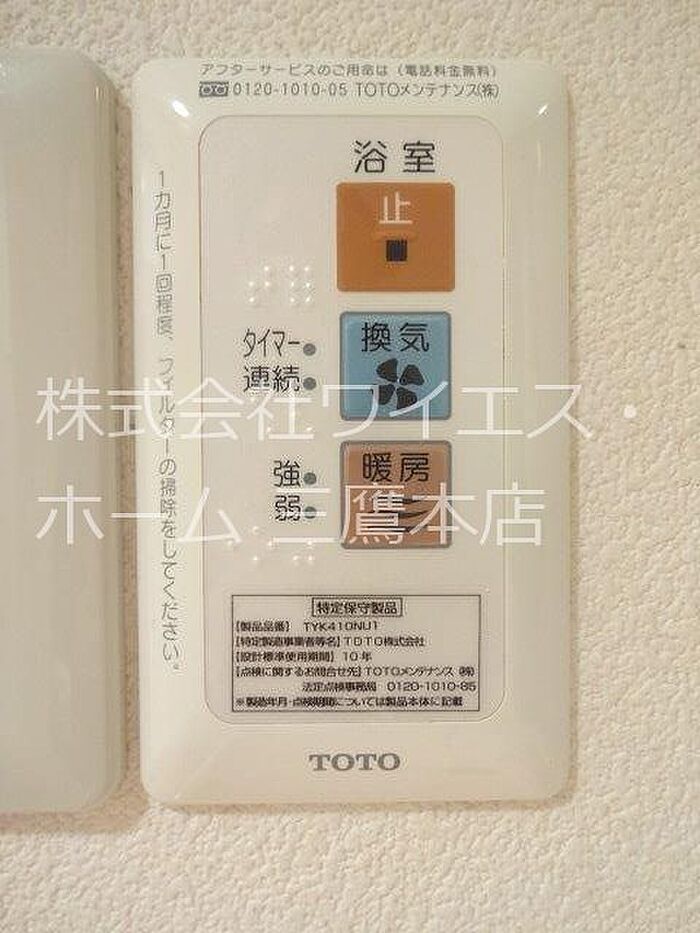 アフターサービスのご用命は(電話料金無料)
0120-1010-05 TOTOメンテナンス(株)
1カ月に1回程度、フィルターの掃除をしてください。
浴室
止
換気
タイマー
連続
暖房
強
弱
株式会社ワイエス・
ホーム 三鷹本店
特定保守製品
【製品品番】 TYK410NU1
【特定製造事業者等名】TOTO株式会社
【設計標準使用期間】10年
【点検に関するお問合せ先】TOTOメンテナンス(株)
法定点検事務局 0120-1010-85
※製造年月・点検期間については製品本体に記載
TOTO